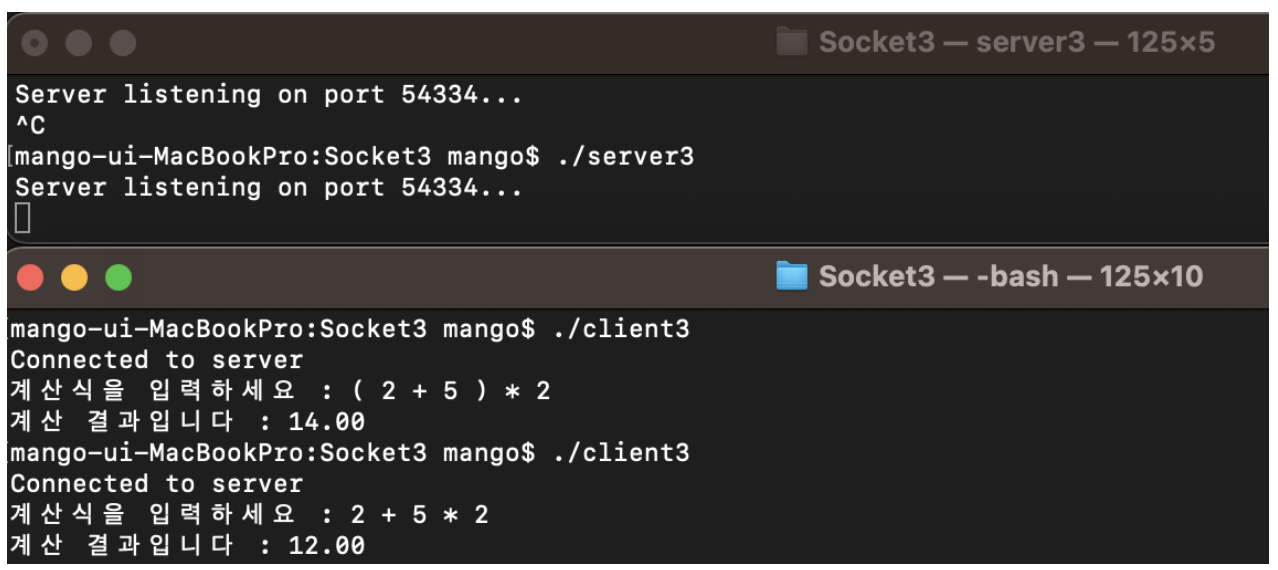 Socket3 — server3 — 125×5
Server listening on port 54334...
^C
[mango-ui-MacBookPro:Socket3 mango$ ./server3
Server listening on port 54334...
Socket3 — -bash — 125×10
[mango-ui-MacBookPro:Socket3 mango$ ./client3
Connected to server
계산식을 입력하세요 : ( 2 + 5 ) * 2
계산 결과입니다 : 14.00
[mango-ui-MacBookPro:Socket3 mango$ ./client3
Connected to server
계산식을 입력하세요 : 2 + 5 * 2
계산 결과입니다 : 12.00